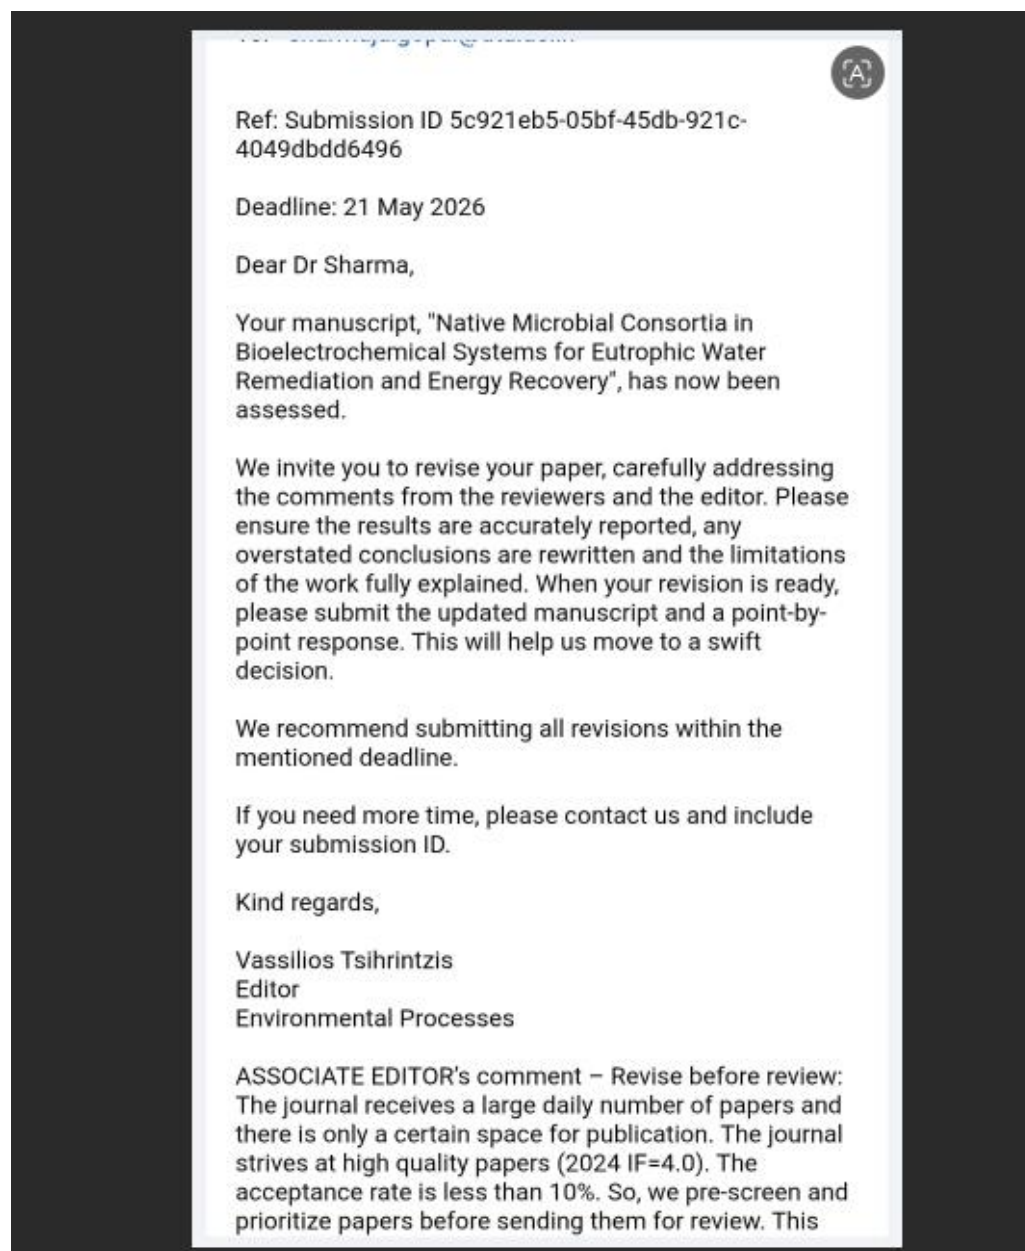 A
Ref: Submission ID 5c921eb5-05bf-45db-921c-
4049dbdd6496
Deadline: 21 May 2026
Dear Dr Sharma,
Your manuscript, "Native Microbial Consortia in
Bioelectrochemical Systems for Eutrophic Water
Remediation and Energy Recovery", has now been
assessed.
We invite you to revise your paper, carefully addressing
the comments from the reviewers and the editor. Please
ensure the results are accurately reported, any
overstated conclusions are rewritten and the limitations
of the work fully explained. When your revision is ready,
please submit the updated manuscript and a point-by-
point response. This will help us move to a swift
decision.
We recommend submitting all revisions within the
mentioned deadline.
If you need more time, please contact us and include
your submission ID.
Kind regards,
Vassilios Tsihrintzis
Editor
Environmental Processes
ASSOCIATE EDITOR's comment – Revise before review:
The journal receives a large daily number of papers and
there is only a certain space for publication. The journal
strives at high quality papers (2024 IF=4.0). The
acceptance rate is less than 10%. So, we pre-screen and
prioritize papers before sending them for review. This